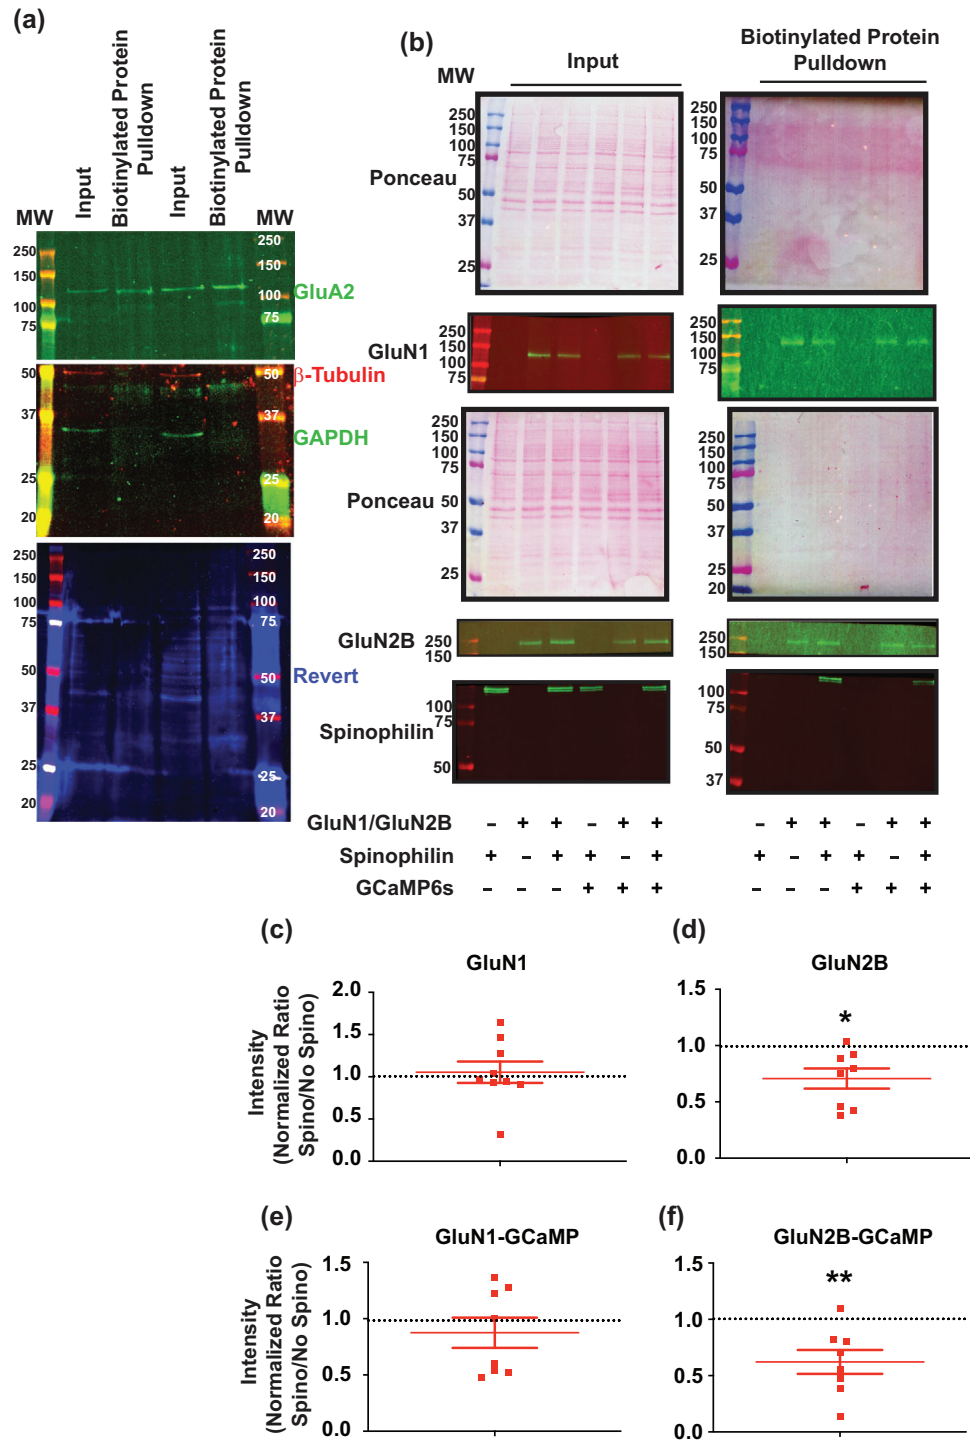 (a)
Input
Biotinylated Protein
Pulldown
Input
Biotinylated Protein
Pulldown
MW
MW
250
150
100
75
250
150
100
75
GluA2
50
37
25
20
50
37
25
20
β-Tubulin
GAPDH
250
150
100
75
50
37
25
20
250
150
100
75
50
37
25
20
Revert
(b)
MW
Input
Biotinylated Protein
Pulldown
Ponceau
250
150
100
75
50
37
25
250
150
100
75
50
37
25
GluN1
250
150
100
75
250
150
100
75
Ponceau
250
150
100
75
50
37
25
250
150
100
75
50
37
25
20
GluN2B
250
150
250
150
Spinophilin
100
75
50
100
75
50
37
GluN1/GluN2B – + + – + + – + + – + +
Spinophilin + – + + – + + – + + – +
GCaMP6s – – – + + + – – – + + +
(c)
GluN1
Intensity
(Normalized Ratio
Spino/No Spino)
2.0
1.5
1.0
0.5
0.0
(d)
GluN2B
1.5
1.0
0.5
0.0
*
(e)
GluN1-GCaMP
Intensity
(Normalized Ratio
Spino/No Spino)
1.5
1.0
0.5
0.0
(f)
GluN2B-GCaMP
1.5
1.0
0.5
0.0
**